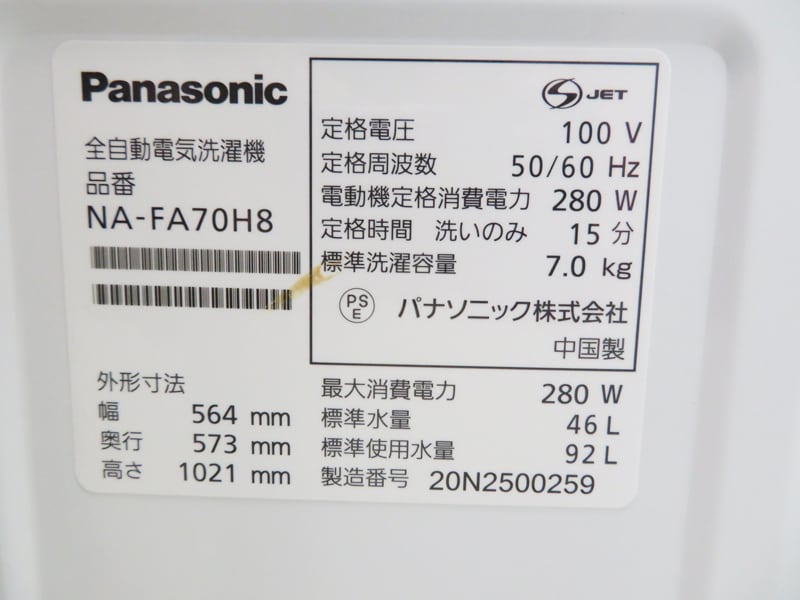 Panasonic
全自動電気洗濯機
品番
NA-FA70H8
JET
定格電圧 100 V
定格周波数 50/60 Hz
電動機定格消費電力 280 W
定格時間 洗いのみ 15 分
標準洗濯容量 7.0 kg
PS
E
パナソニック株式会社
中国製
外形寸法
幅 564 mm
奥行 573 mm
高さ 1021 mm
最大消費電力 280 W
標準水量 46 L
標準使用水量 92 L
製造番号 20N2500259